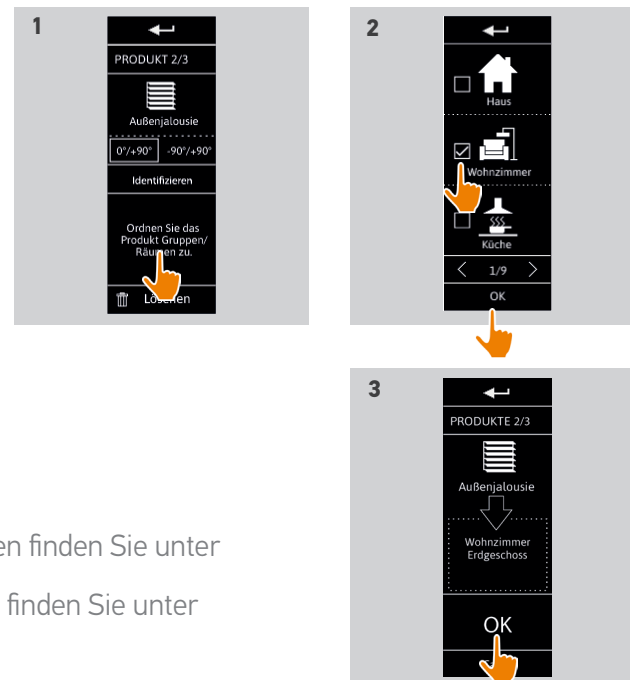 1
PRODUKT 2/3
Außenjalousie
0°/+90° -90°/+90°
Identifizieren
Ordnen Sie das
Produkt Gruppen/
Räumen zu.
Löschen
2
Haus
Wohnzimmer
Küche
< 1/9 >
OK
3
PRODUKTE 2/3
Außenjalousie
Wohnzimmer
Erdgeschoss
OK
en finden Sie unter
finden Sie unter